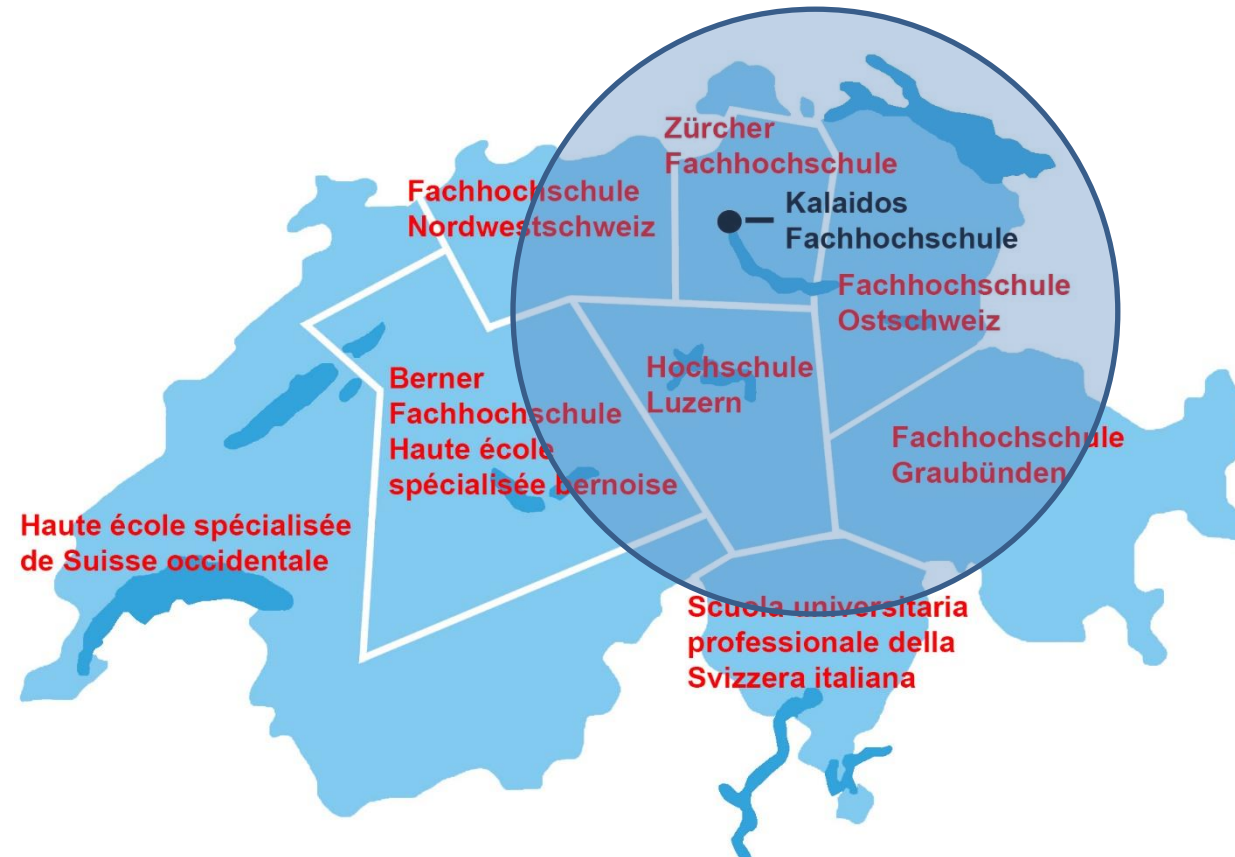 Zürcher
Fachhochschule
Kalaidos
Fachhochschule
Fachhochschule
Nordwestschweiz
Fachhochschule
Ostschweiz
Hochschule
Luzern
Berner
Fachhochschule
Haute école
spécialisée bernoise
Fachhochschule
Graubünden
Haute école spécialisée
de Suisse occidentale
Scuola universitaria
professionale della
Svizzera italiana